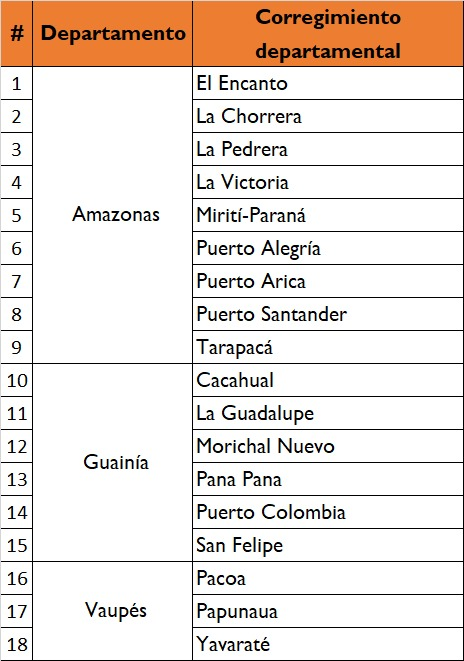 # Departamento Corregimiento departamental
1 Amazonas El Encanto
2 La Chorrera
3 La Pedrera
4 La Victoria
5 Mirití-Paraná
6 Puerto Alegría
7 Puerto Arica
8 Puerto Santander
9 Tarapacá
10 Guainía Cacahual
11 La Guadalupe
12 Morichal Nuevo
13 Pana Pana
14 Puerto Colombia
15 San Felipe
16 Vaupés Pacoa
17 Papunaua
18 Yavaraté